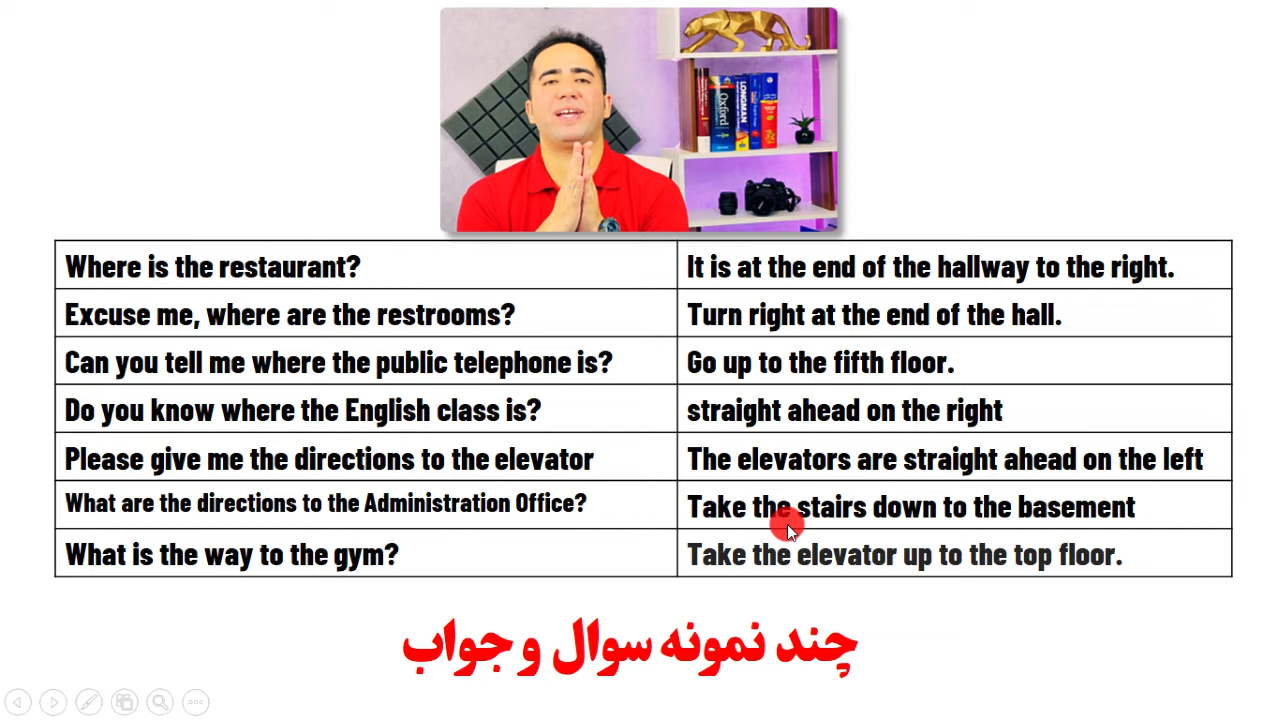 Oxford
LONGMAN
Where is the restaurant? It is at the end of the hallway to the right.
Excuse me, where are the restrooms? Turn right at the end of the hall.
Can you tell me where the public telephone is? Go up to the fifth floor.
Do you know where the English class is? straight ahead on the right
Please give me the directions to the elevator The elevators are straight ahead on the left
What are the directions to the Administration Office? Take the stairs down to the basement
What is the way to the gym? Take the elevator up to the top floor.
چند نمونه سوال و جواب